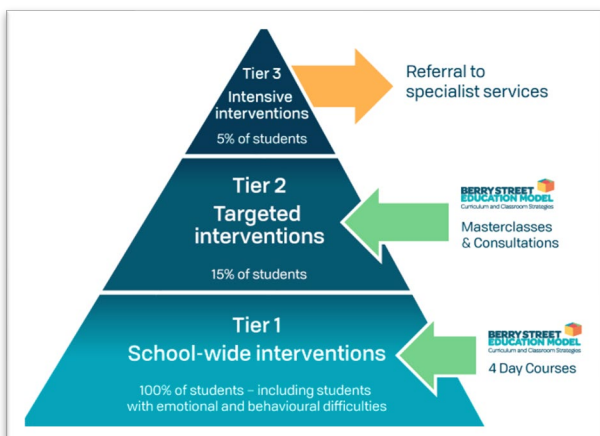 Tier 3
Intensive
interventions
5% of students
Referral to
specialist services
Tier 2
Targeted
interventions
15% of students
BERRY STREET
EDUCATION MODEL
Curriculum and Classroom Strategies
Masterclasses
& Consultations
Tier 1
School-wide interventions
100% of students – including students
with emotional and behavioural difficulties
BERRY STREET
EDUCATION MODEL
Curriculum and Classroom Strategies
4 Day Courses